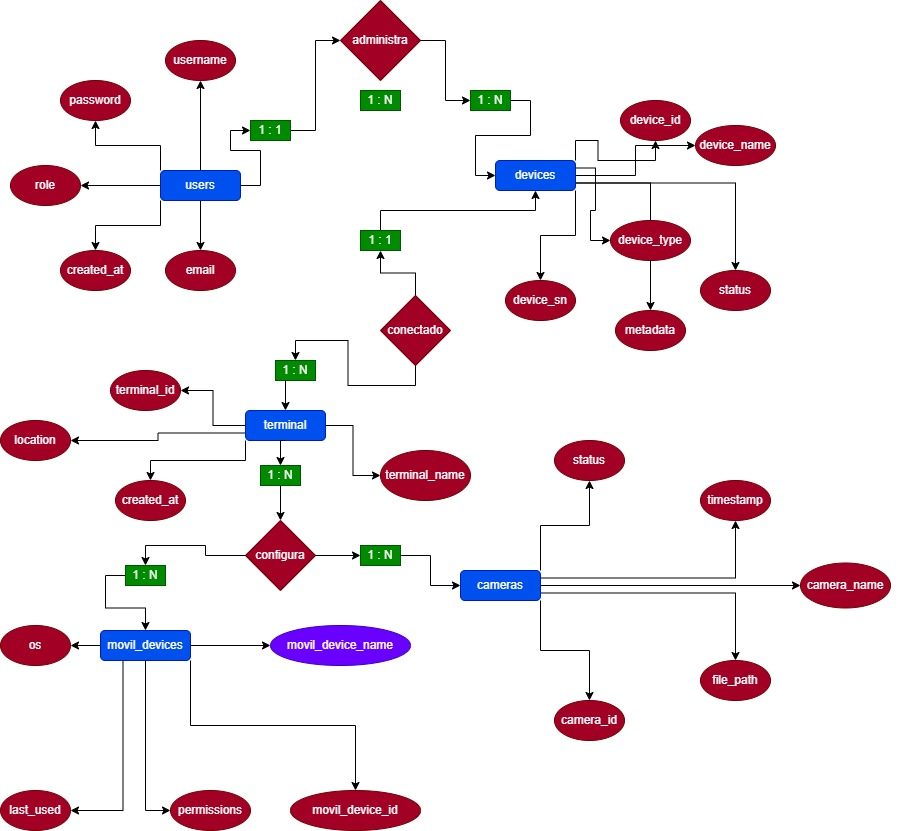 administra
username
1 : N
1 : N
password
device_id
1 : 1
device_name
users
devices
role
1 : 1
device_type
created_at
email
status
device_sn
conectado
metadata
1 : N
terminal_id
terminal
location
status
1 : N
terminal_name
created_at
timestamp
configura
1 : N
1 : N
cameras
camera_name
os
movil_devices
movil_device_name
file_path
camera_id
last_used
permissions
movil_device_id